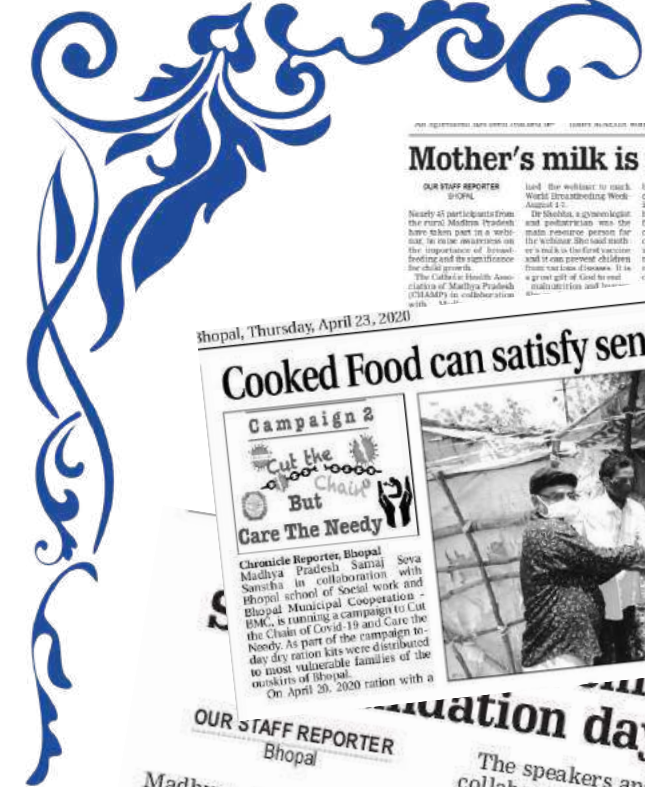 Mother's milk is
OUR STAFF REPORTER
BHOPAL
Nearly 45 participants from
the rural Madhya Pradesh
have taken part in a webi-
nar, to raise awareness on
the importance of breast-
feeding and its significance
for child growth.
The Catholic Health Asso-
ciation of Madhya Pradesh
(CHAMP) in collaboration
with
ised the webinar to mark
World Breastfeeding Week
August 1-7.
Dr Shobha, a gynecologist
and pediatrician was the
main resource person for
the webinar. She said moth-
er's milk is the first vaccine
and it can prevent children
from various diseases. It is
a great gift of God to end
malnutrition and
Bhopal, Thursday, April 23, 2020
Cooked Food can satisfy sen
Campaign 2
Cut the
Chain
But
Care The Needy
Chronicle Reporter, Bhopal
Madhya Pradesh Samaj Seva
Sanstha in collaboration with
Bhopal school of Social work and
Bhopal Municipal Cooperation -
BMC, is running a campaign to Cut
the Chain of Covid-19 and Care the
Needy. As part of the campaign to-
day dry ration kits were distributed
to most vulnerable families of the
outskirts of Bhopal.
On April 20, 2020 ration with a
ndation day
OUR STAFF REPORTER
Bhopal
Madhy
The speakers an